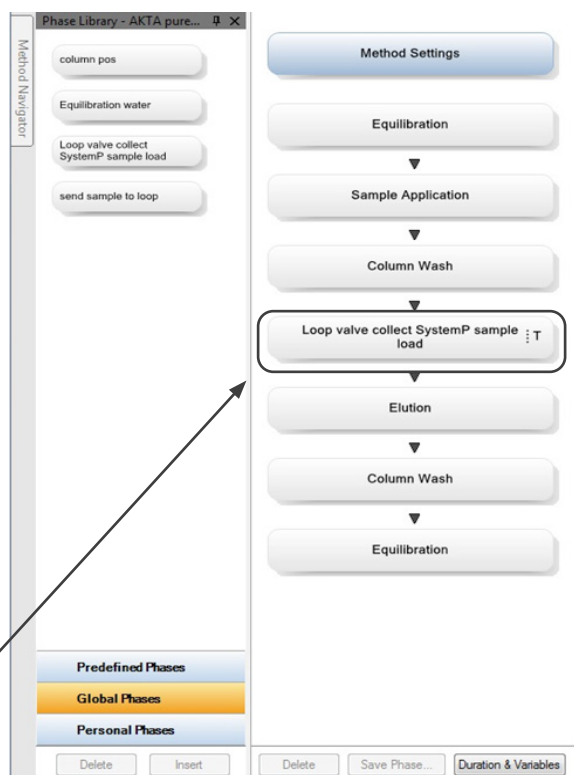 Phase Library - AKTA pure...
Method Navigator
column pos
Equilibration water
Loop valve collect
SystemP sample load
send sample to loop
Predefined Phases
Global Phases
Personal Phases
Delete
Insert
Method Settings
Equilibration
Sample Application
Column Wash
Loop valve collect SystemP sample
load
T
Elution
Column Wash
Equilibration
Delete
Save Phase...
Duration & Variables